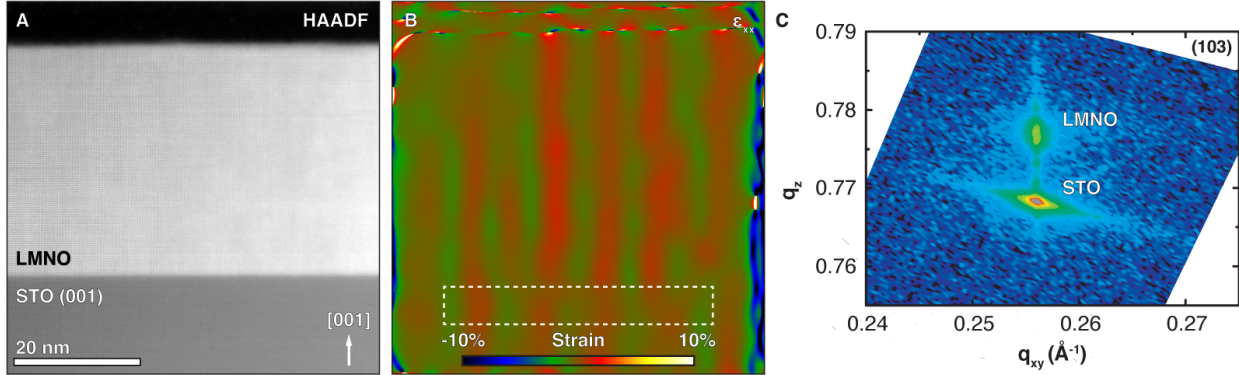 A
HAADF
LMNO
STO (001)
[001]
20 nm
B
εxx
-10%
Strain
10%
C
(103)
0.79
0.78
0.77
0.76
qz
LMNO
STO
0.24
0.25
0.26
0.27
qxy (Å⁻¹)